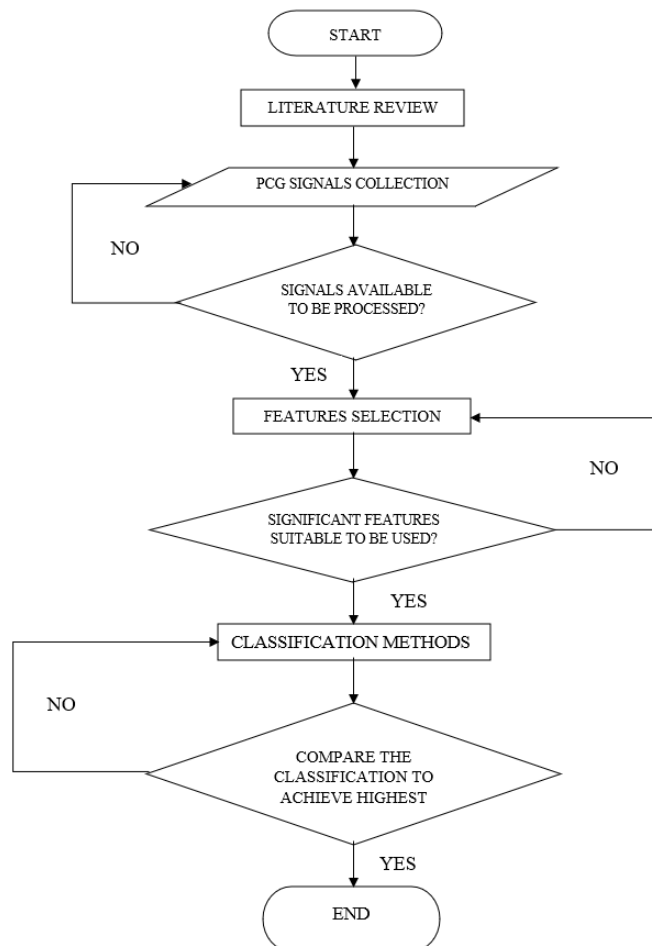 START
LITERATURE REVIEW
PCG SIGNALS COLLECTION
NO
SIGNALS AVAILABLE
TO BE PROCESSED?
YES
FEATURES SELECTION
NO
SIGNIFICANT FEATURES
SUITABLE TO BE USED?
YES
CLASSIFICATION METHODS
NO
COMPARE THE
CLASSIFICATION TO
ACHIEVE HIGHEST
YES
END